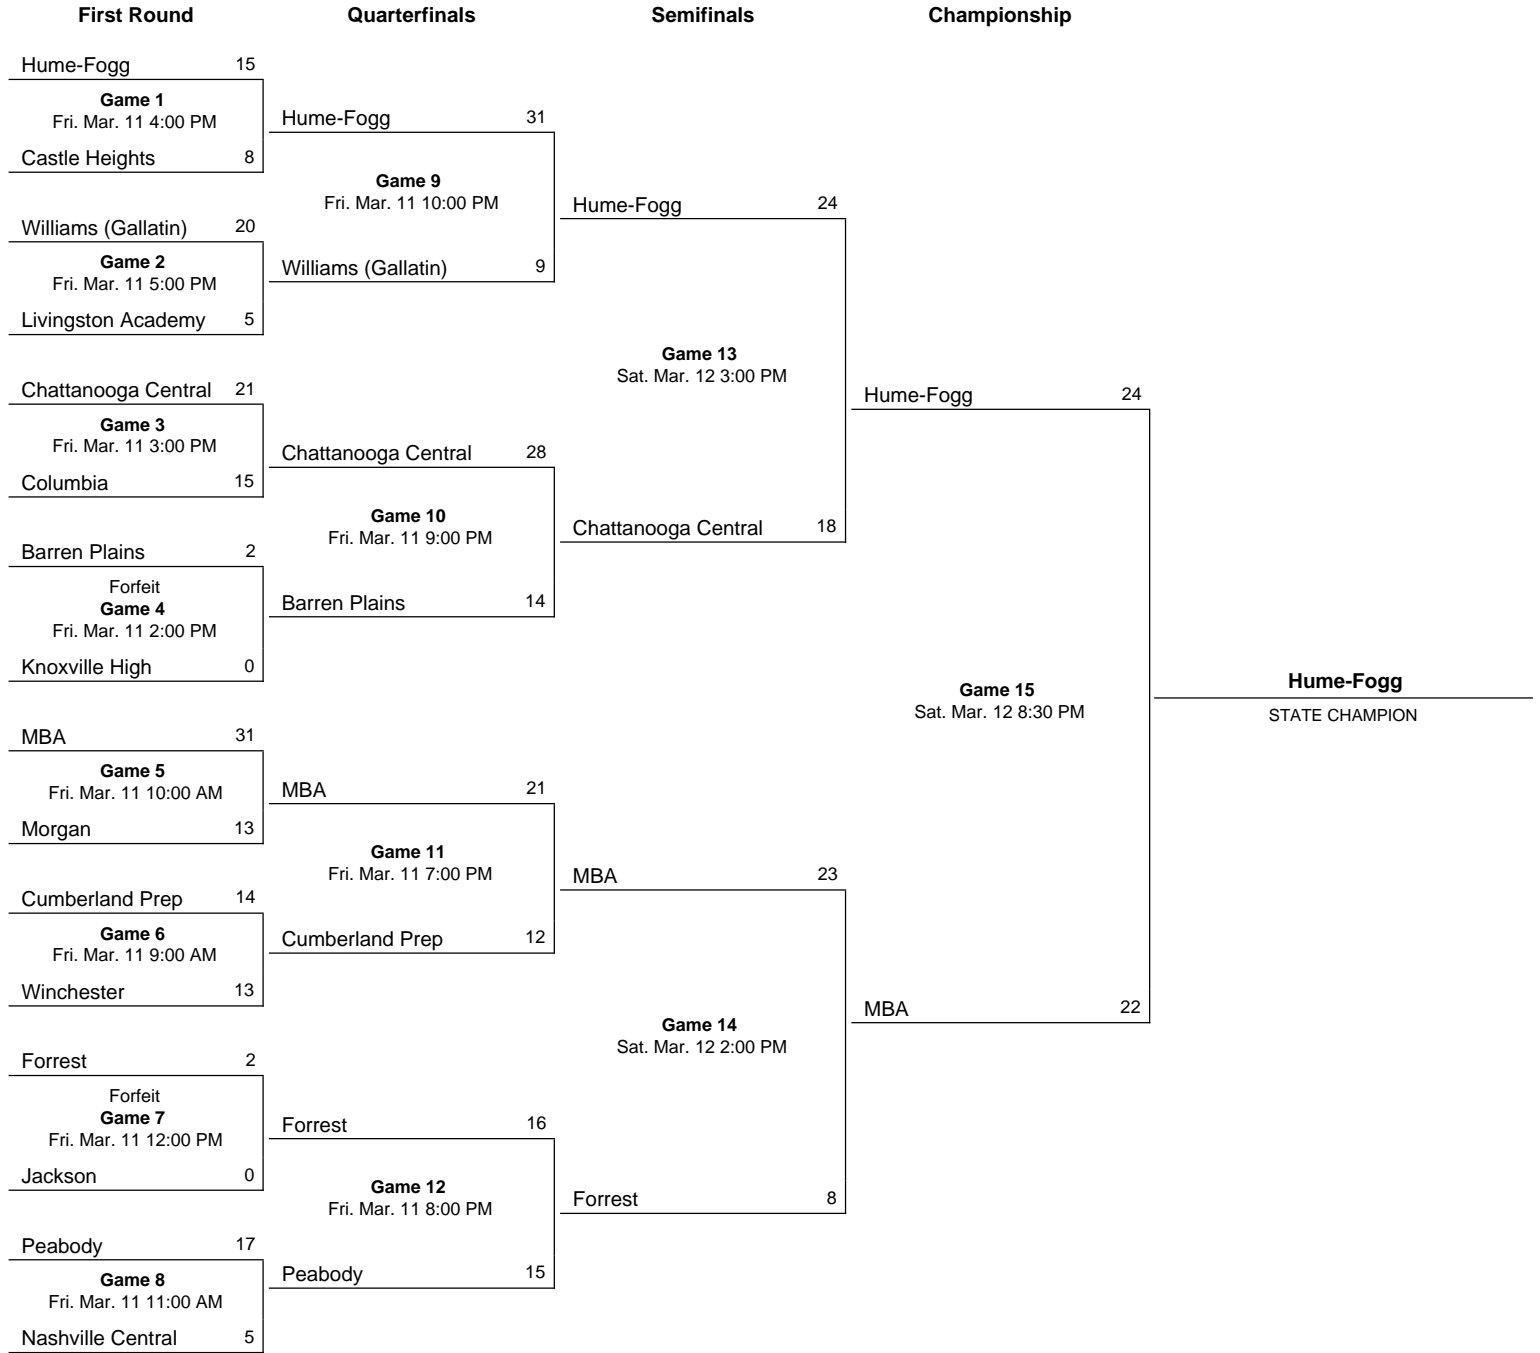 First Round Quarterfinals Semifinals Championship
Hume-Fogg 15
Game 1
Fri. Mar. 11 4:00 PM
Castle Heights 8
Williams (Gallatin) 20
Game 2
Fri. Mar. 11 5:00 PM
Livingston Academy 5
Chattanooga Central 21
Game 3
Fri. Mar. 11 3:00 PM
Columbia 15
Barren Plains 2
Forfeit
Game 4
Fri. Mar. 11 2:00 PM
Knoxville High 0
MBA 31
Game 5
Fri. Mar. 11 10:00 AM
Morgan 13
Cumberland Prep 14
Game 6
Fri. Mar. 11 9:00 AM
Winchester 13
Forrest 2
Forfeit
Game 7
Fri. Mar. 11 12:00 PM
Jackson 0
Peabody 17
Game 8
Fri. Mar. 11 11:00 AM
Nashville Central 5
Hume-Fogg 31
Game 9
Fri. Mar. 11 10:00 PM
Williams (Gallatin) 9
Chattanooga Central 28
Game 10
Fri. Mar. 11 9:00 PM
Barren Plains 14
MBA 21
Game 11
Fri. Mar. 11 7:00 PM
Cumberland Prep 12
Forrest 16
Game 12
Fri. Mar. 11 8:00 PM
Peabody 15
Hume-Fogg 24
Game 13
Sat. Mar. 12 3:00 PM
Chattanooga Central 18
MBA 23
Game 14
Sat. Mar. 12 2:00 PM
Forrest 8
Hume-Fogg 24
Game 15
Sat. Mar. 12 8:30 PM
MBA 22
Hume-Fogg
STATE CHAMPION